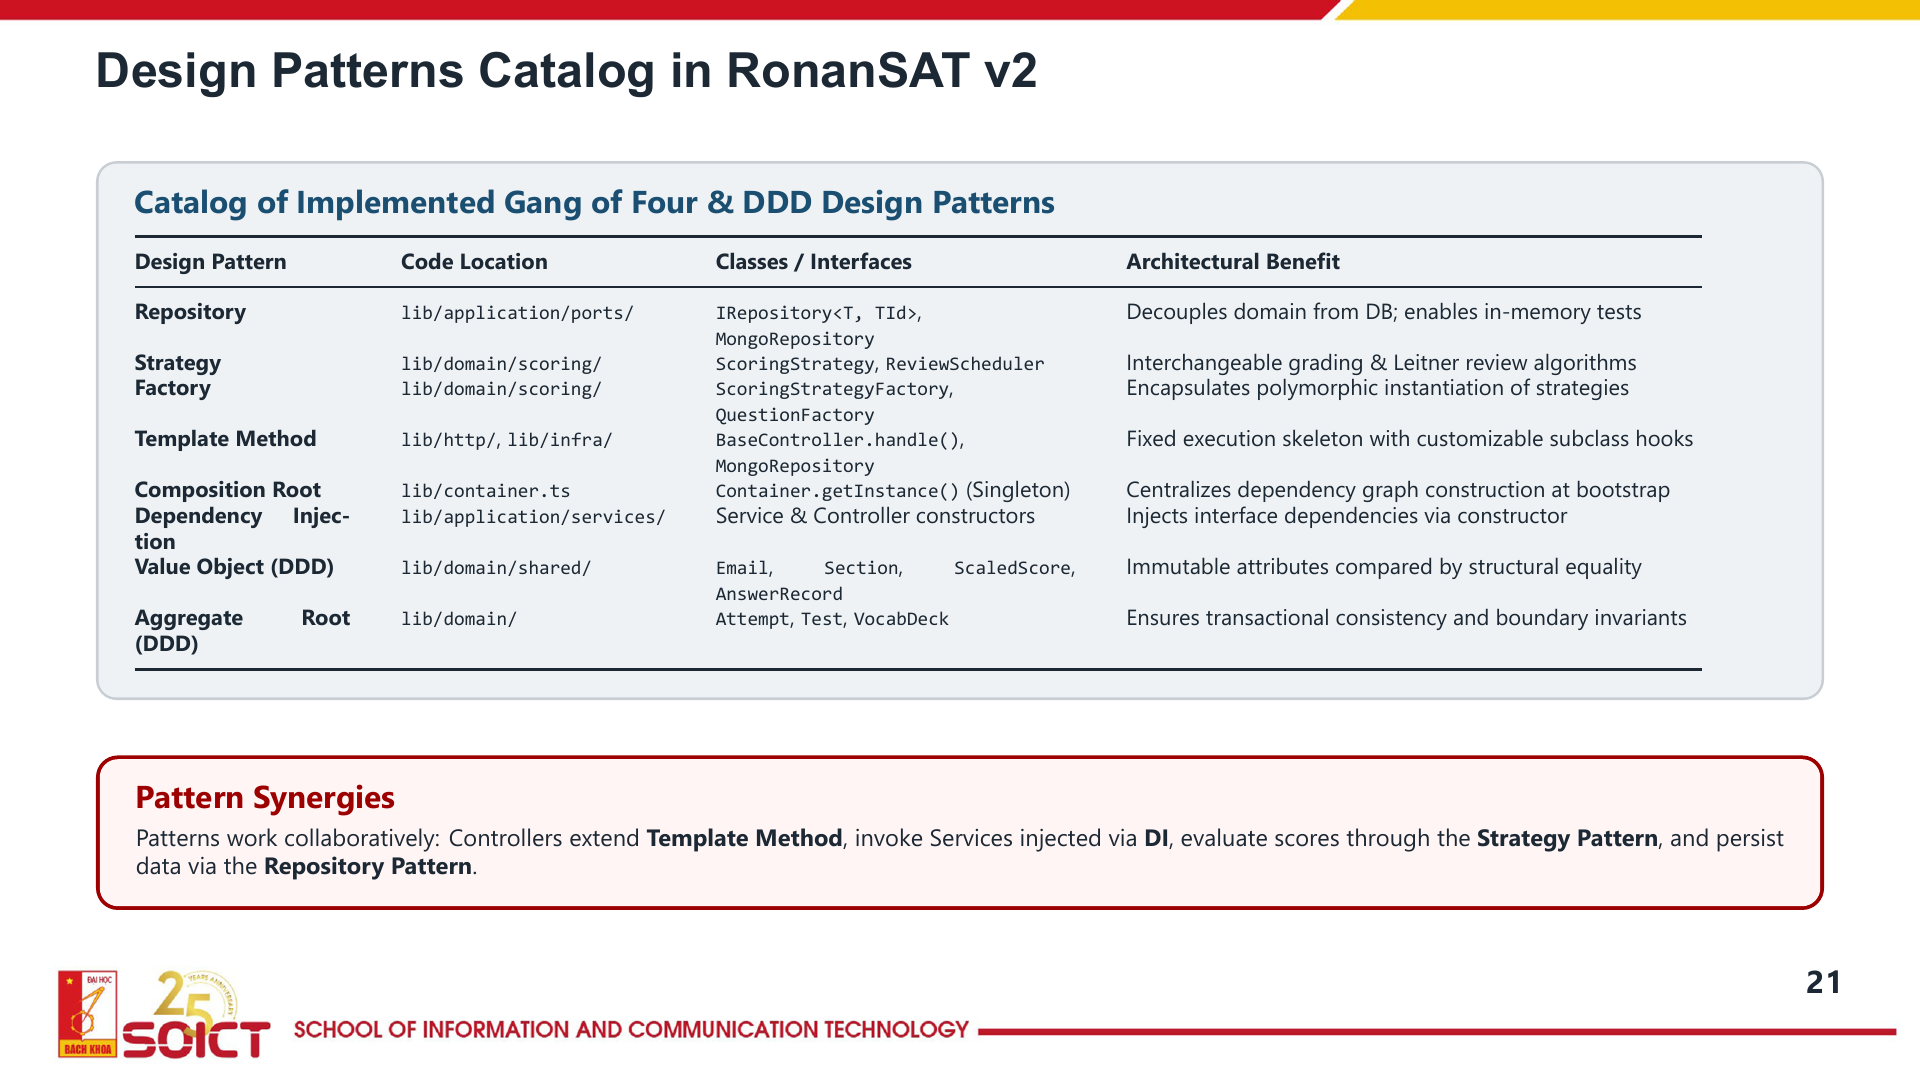 Design Patterns Catalog in RonanSAT v2
Catalog of Implemented Gang of Four & DDD Design Patterns
Design Pattern Code Location Classes / Interfaces Architectural Benefit
Repository lib/application/ports/ IRepository<T, TId>, Decouples domain from DB; enables in-memory tests
MongoRepository
Strategy lib/domain/scoring/ ScoringStrategy, ReviewScheduler Interchangeable grading & Leitner review algorithms
Factory lib/domain/scoring/ ScoringStrategyFactory, Encapsulates polymorphic instantiation of strategies
QuestionFactory
Template Method lib/http/, lib/infra/ BaseController.handle(), Fixed execution skeleton with customizable subclass hooks
MongoRepository
Composition Root lib/container.ts Container.getInstance() (Singleton) Centralizes dependency graph construction at bootstrap
Dependency Injec- lib/application/services/ Service & Controller constructors Injects interface dependencies via constructor
tion
Value Object (DDD) lib/domain/shared/ Email, Section, ScaledScore, Immutable attributes compared by structural equality
AnswerRecord
Aggregate Root lib/domain/ Attempt, Test, VocabDeck Ensures transactional consistency and boundary invariants
(DDD)
Pattern Synergies
Patterns work collaboratively: Controllers extend Template Method, invoke Services injected via DI, evaluate scores through the Strategy Pattern, and persist
data via the Repository Pattern.
21
ĐẠI HỌC
BÁCH KHOA
25
YEARS ANNIVERSARY
SOICT
SCHOOL OF INFORMATION AND COMMUNICATION TECHNOLOGY